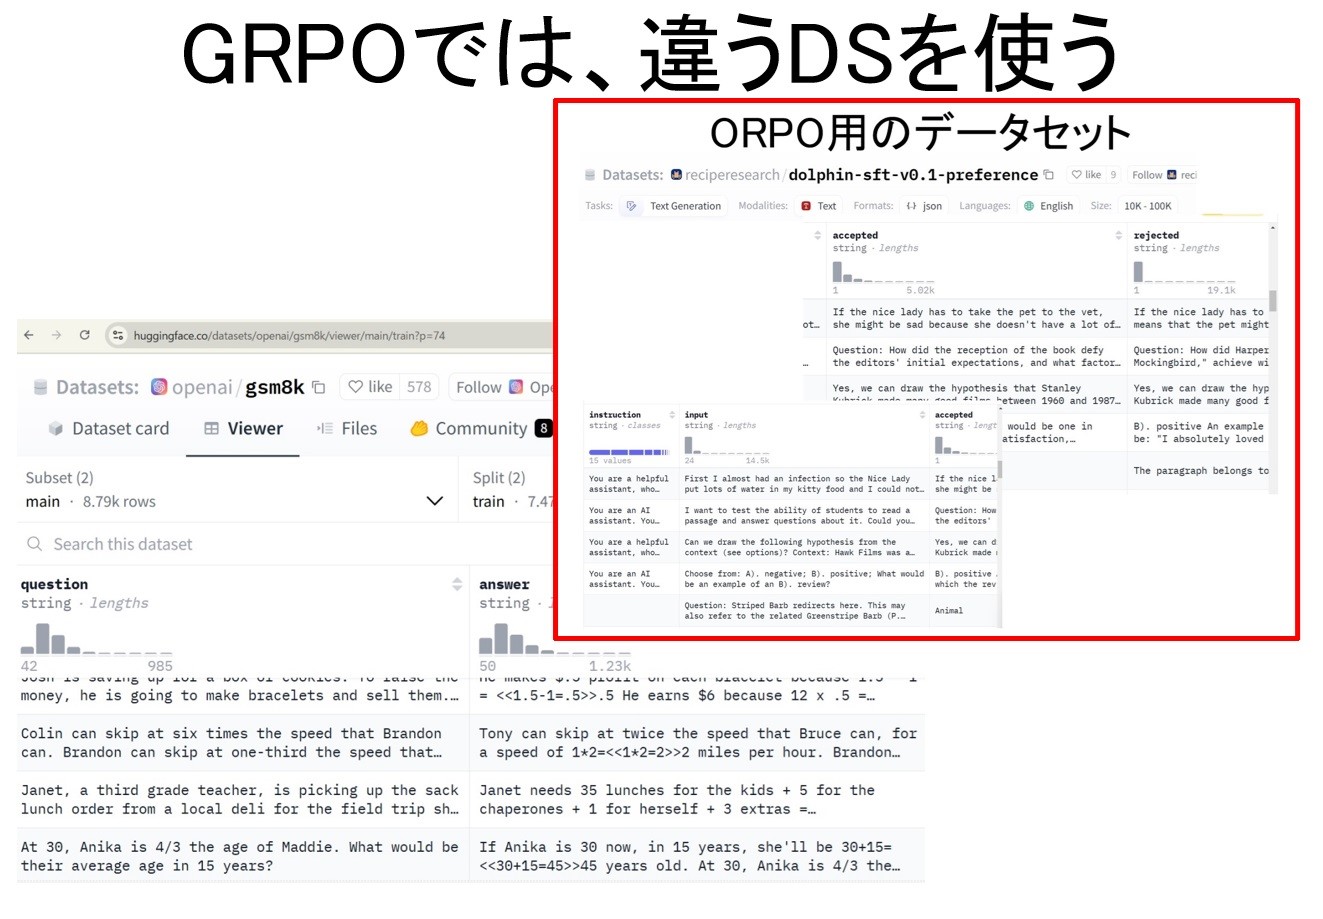 GRPOでは、違うDSを使う
ORPO用のデータセット
Datasets: reciperesearch/dolphin-sft-v0.1-preference like 9 Follow reci
Tasks: Text Generation Modalities: Text Formats: json Languages: English Size: 10K - 100K
accepted rejected
string · lengths string · lengths
1 5.02k 1 19.1k
If the nice lady has to take the pet to the vet, If the nice lady has to
ot… she might be sad because she doesn't have a lot of… means that the pet might
Question: How did the reception of the book defy Question: How did Harper
… the editors' initial expectations, and what factor… Mockingbird," achieve wi
Yes, we can draw the hypothesis that Stanley Yes, we can draw the hyp
Kubrick made many good films between 1960 and 1987… Kubrick made many good f
would be one in B). positive An example
atisfaction,… be: "I absolutely loved
The paragraph belongs to
instruction input accepted
string · classes string · lengths string · lengt
15 values 24 14.5k 1
You are a helpful First I almost had an infection so the Nice Lady If the nice l
assistant, who… put lots of water in my kitty food and I could not… she might be
You are an AI I want to test the ability of students to read a Question: How
assistant. You… passage and answer questions about it. Could you… the editors'
You are a helpful Can we draw the following hypothesis from the Yes, we can d
assistant, who… context (see options)? Context: Hawk Films was a… Kubrick made
You are an AI Choose from: A). negative; B). positive; What would B). positive
assistant. You… be an example of an B). review? which the rev
Question: Striped Barb redirects here. This may
also refer to the related Greenstripe Barb (P.… Animal
huggingface.co/datasets/openai/gsm8k/viewer/main/train?p=74
Datasets: openai/gsm8k like 578 Follow Ope
Dataset card Viewer Files Community 8
Subset (2) Split (2)
main · 8.79k rows train · 7.47
Search this dataset
question answer
string · lengths string · l
42 985 50 1.23k
Josh is saving up for a box of cookies. To raise the He makes $.5 profit on each bracelet because 1.5 - 1
money, he is going to make bracelets and sell them.… = <<1.5-1=.5>>.5 He earns $6 because 12 x .5 =…
Colin can skip at six times the speed that Brandon Tony can skip at twice the speed that Bruce can, for
can. Brandon can skip at one-third the speed that… a speed of 1*2=<<1*2=2>>2 miles per hour. Brandon…
Janet, a third grade teacher, is picking up the sack Janet needs 35 lunches for the kids + 5 for the
lunch order from a local deli for the field trip sh… chaperones + 1 for herself + 3 extras =…
At 30, Anika is 4/3 the age of Maddie. What would be If Anika is 30 now, in 15 years, she'll be 30+15=
their average age in 15 years? <<30+15=45>>45 years old. At 30, Anika is 4/3 the…